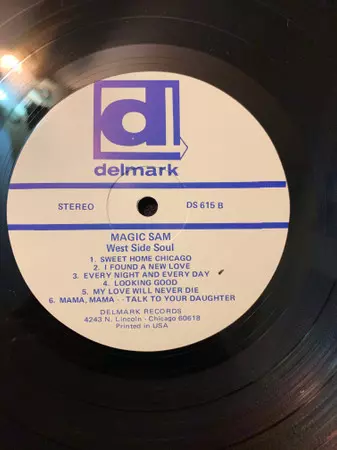 d
delmark
STEREO DS 615 B
MAGIC SAM
West Side Soul
1. SWEET HOME CHICAGO
2. I FOUND A NEW LOVE
3. EVERY NIGHT AND EVERY DAY
4. LOOKING GOOD
5. MY LOVE WILL NEVER DIE
6. MAMA, MAMA -- TALK TO YOUR DAUGHTER
DELMARK RECORDS
4243 N. Lincoln - Chicago 60618
Printed in USA